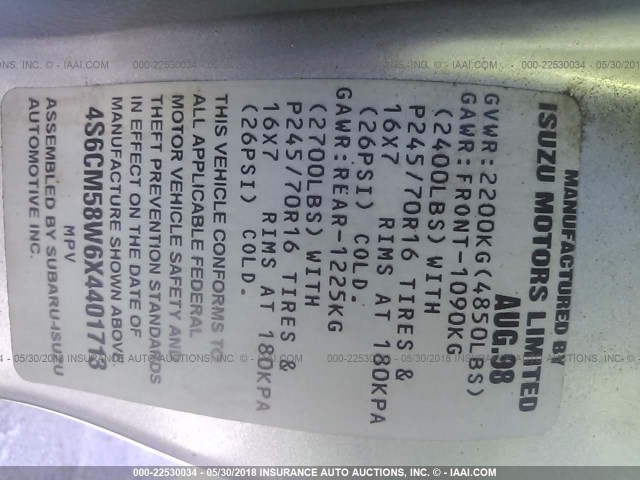 MANUFACTURED BY
ISUZU MOTORS LIMITED
AUG 98
GVWR:2200KG(4850LBS)
GAWR:FRONT-1090KG
(2400LBS) WITH
P245/70R16 TIRES &
16X7 RIMS AT 180KPA
(26PSI) COLD.
GAWR:REAR-1225KG
(2700LBS) WITH
P245/70R16 TIRES &
16X7 RIMS AT 180KPA
(26PSI) COLD.
THIS VEHICLE CONFORMS TO
ALL APPLICABLE FEDERAL
MOTOR VEHICLE SAFETY AND
THEFT PREVENTION STANDARDS
IN EFFECT ON THE DATE OF
MANUFACTURE SHOWN ABOVE.
4S6CM58W6X4401713
MPV
ASSEMBLED BY SUBARU-ISUZU
AUTOMOTIVE INC.
000-22530034 - 05/30/2018 INSURANCE AUTO AUCTIONS, INC. - © - IAAI.COM